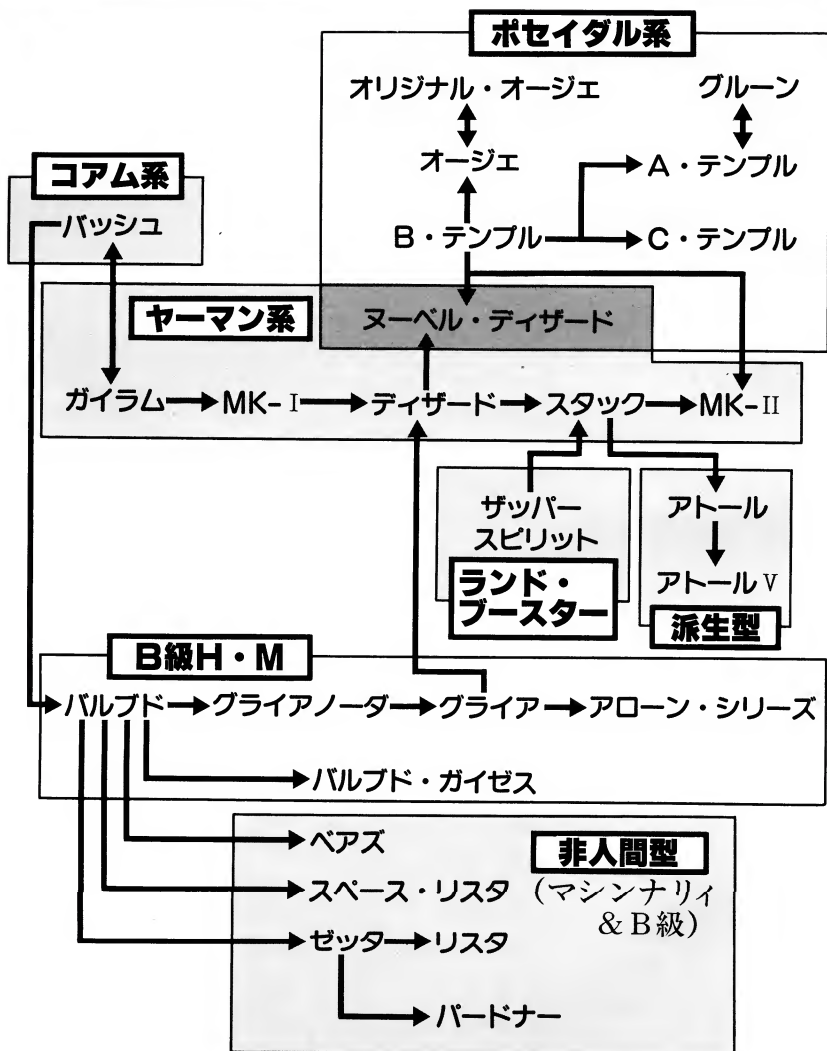 ポセイダル系
オリジナル・オージェ
グルーン
オージェ
A・テンプル
コアム系
バッシュ
B・テンプル
C・テンプル
ヤーマン系
ヌーベル・ディザード
ガイラム
MK-Ⅰ
ディザード
スタック
MK-Ⅱ
ザッパー
スピリット
ランド・
ブースター
アトール
アトールⅤ
派生型
B級H・M
バルブド
グライアノーダ
グライア
アローン・シリーズ
バルブド・ガイゼス
ベアズ
非人間型
スペース・リスタ
(マシンナリィ
&B級)
ゼッタ
リスタ
パードナー